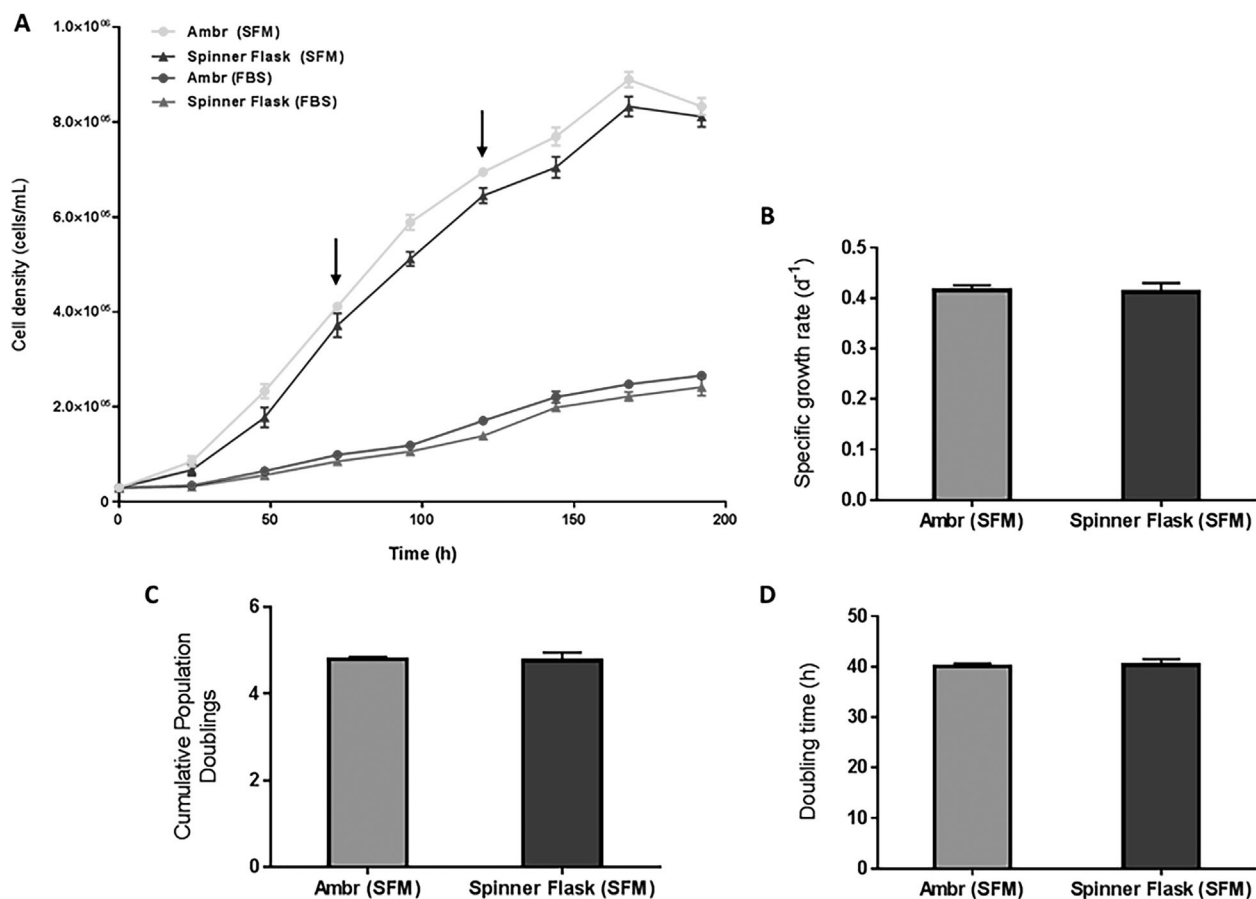 A
Ambr (SFM)
Spinner Flask (SFM)
Ambr (FBS)
Spinner Flask (FBS)
Cell density (cells/mL)
1.0×10⁰⁶
8.0×10⁰⁵
6.0×10⁰⁵
4.0×10⁰⁵
2.0×10⁰⁵
0
0 50 100 150 200
Time (h)
B
Specific growth rate (d⁻¹)
0.5
0.4
0.3
0.2
0.1
0.0
Ambr (SFM) Spinner Flask (SFM)
C
Cumulative Population
Doublings
6
4
2
0
Ambr (SFM) Spinner Flask (SFM)
D
Doubling time (h)
50
40
30
20
10
0
Ambr (SFM) Spinner Flask (SFM)